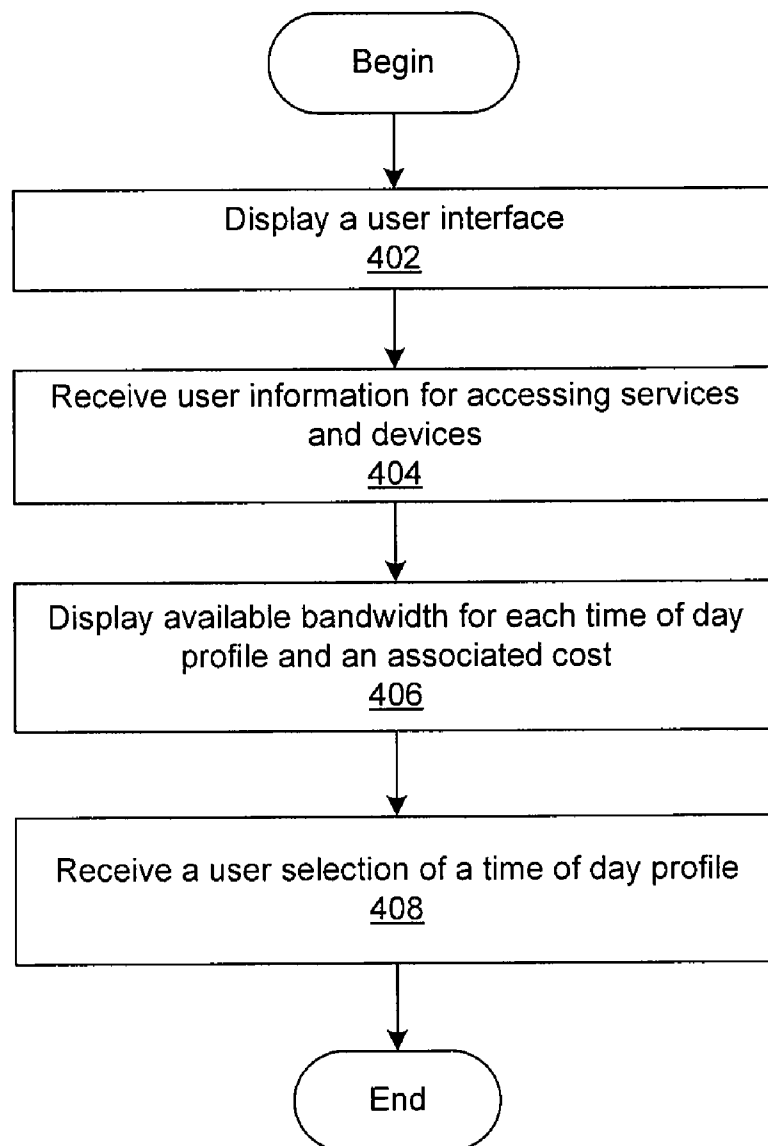 Begin
Display a user interface
402
Receive user information for accessing services
and devices
404
Display available bandwidth for each time of day
profile and an associated cost
406
Receive a user selection of a time of day profile
408
End